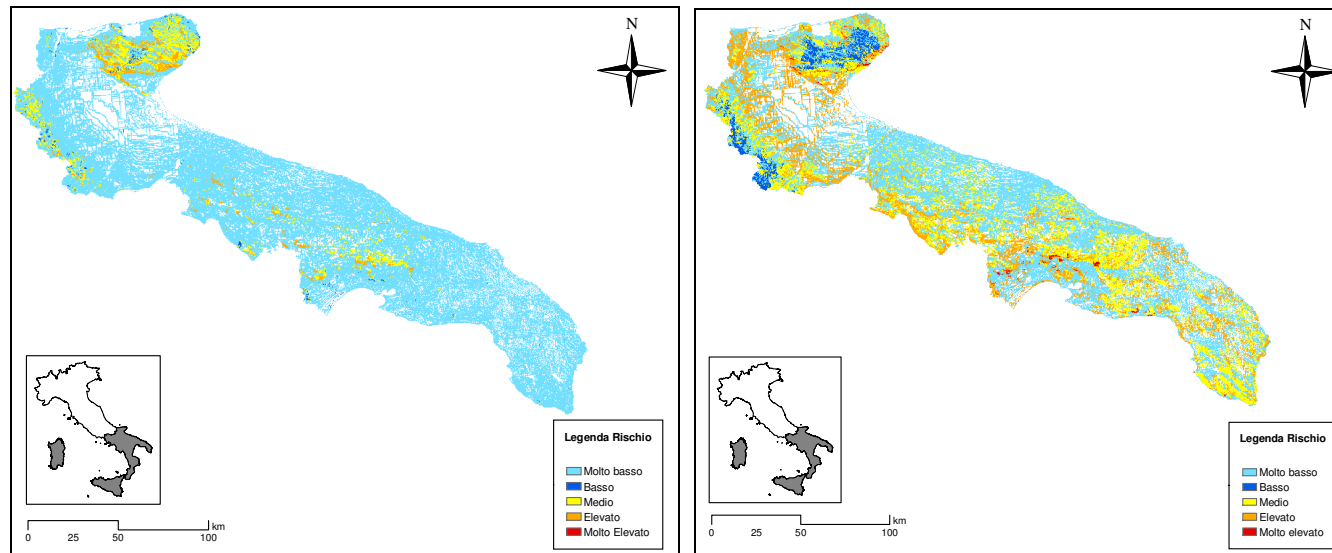 N
Legenda Rischio
Molto basso
Basso
Medio
Elevato
Molto Elevato
km
0 25 50 100
N
Legenda Rischio
Molto basso
Basso
Medio
Elevato
Molto elevato
km
0 25 50 100